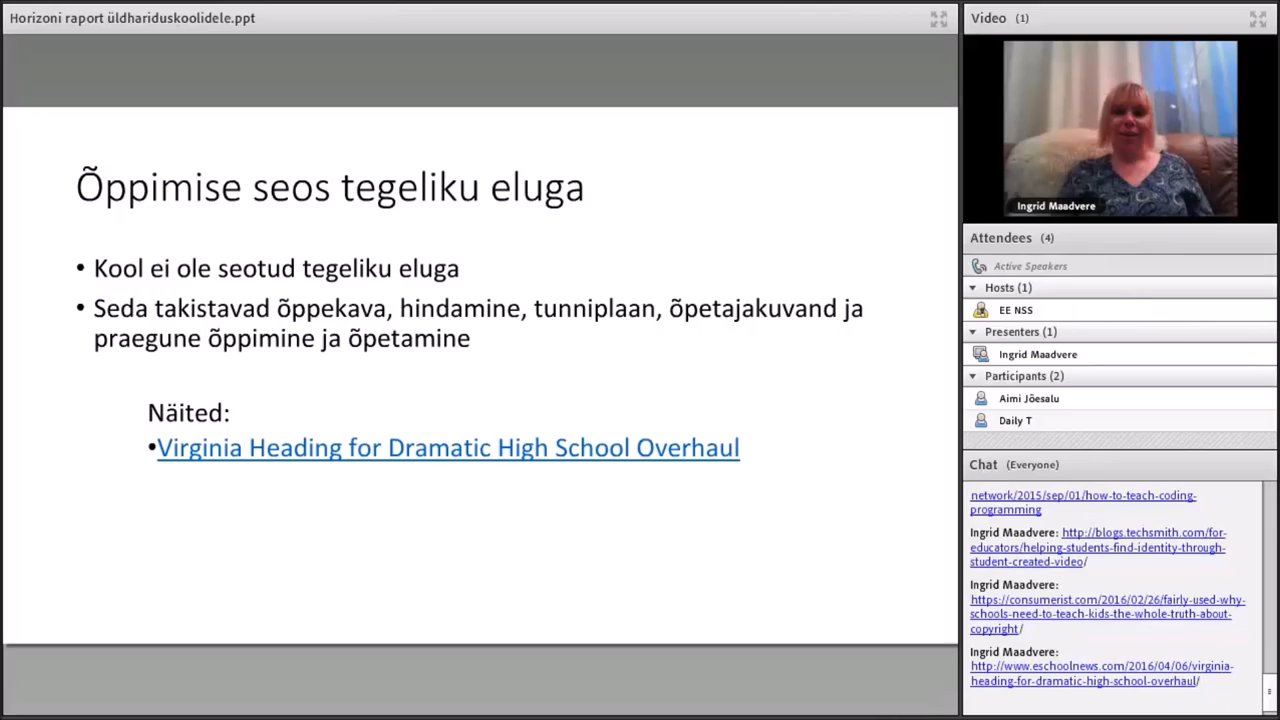 Horizoni raport üldhariduskoolidele.ppt
Õppimise seos tegeliku eluga
• Kool ei ole seotud tegeliku eluga
• Seda takistavad õppekava, hindamine, tunniplaan, õpetajakuvand ja
praegune õppimine ja õpetamine
Näited:
•Virginia Heading for Dramatic High School Overhaul
Video (1)
Ingrid Maadvere
Attendees (4)
Active Speakers
Hosts (1)
EE NSS
Presenters (1)
Ingrid Maadvere
Participants (2)
Aimi Jõesalu
Daily T
Chat (Everyone)
network/2015/sep/01/how-to-teach-coding-
programming
Ingrid Maadvere: http://blogs.techsmith.com/for-
educators/helping-students-find-identity-through-
student-created-video/
Ingrid Maadvere:
https://consumerist.com/2016/02/26/fairly-used-why-
schools-need-to-teach-kids-the-whole-truth-about-
copyright/
Ingrid Maadvere:
http://www.eschoolnews.com/2016/04/06/virginia-
heading-for-dramatic-high-school-overhaul/